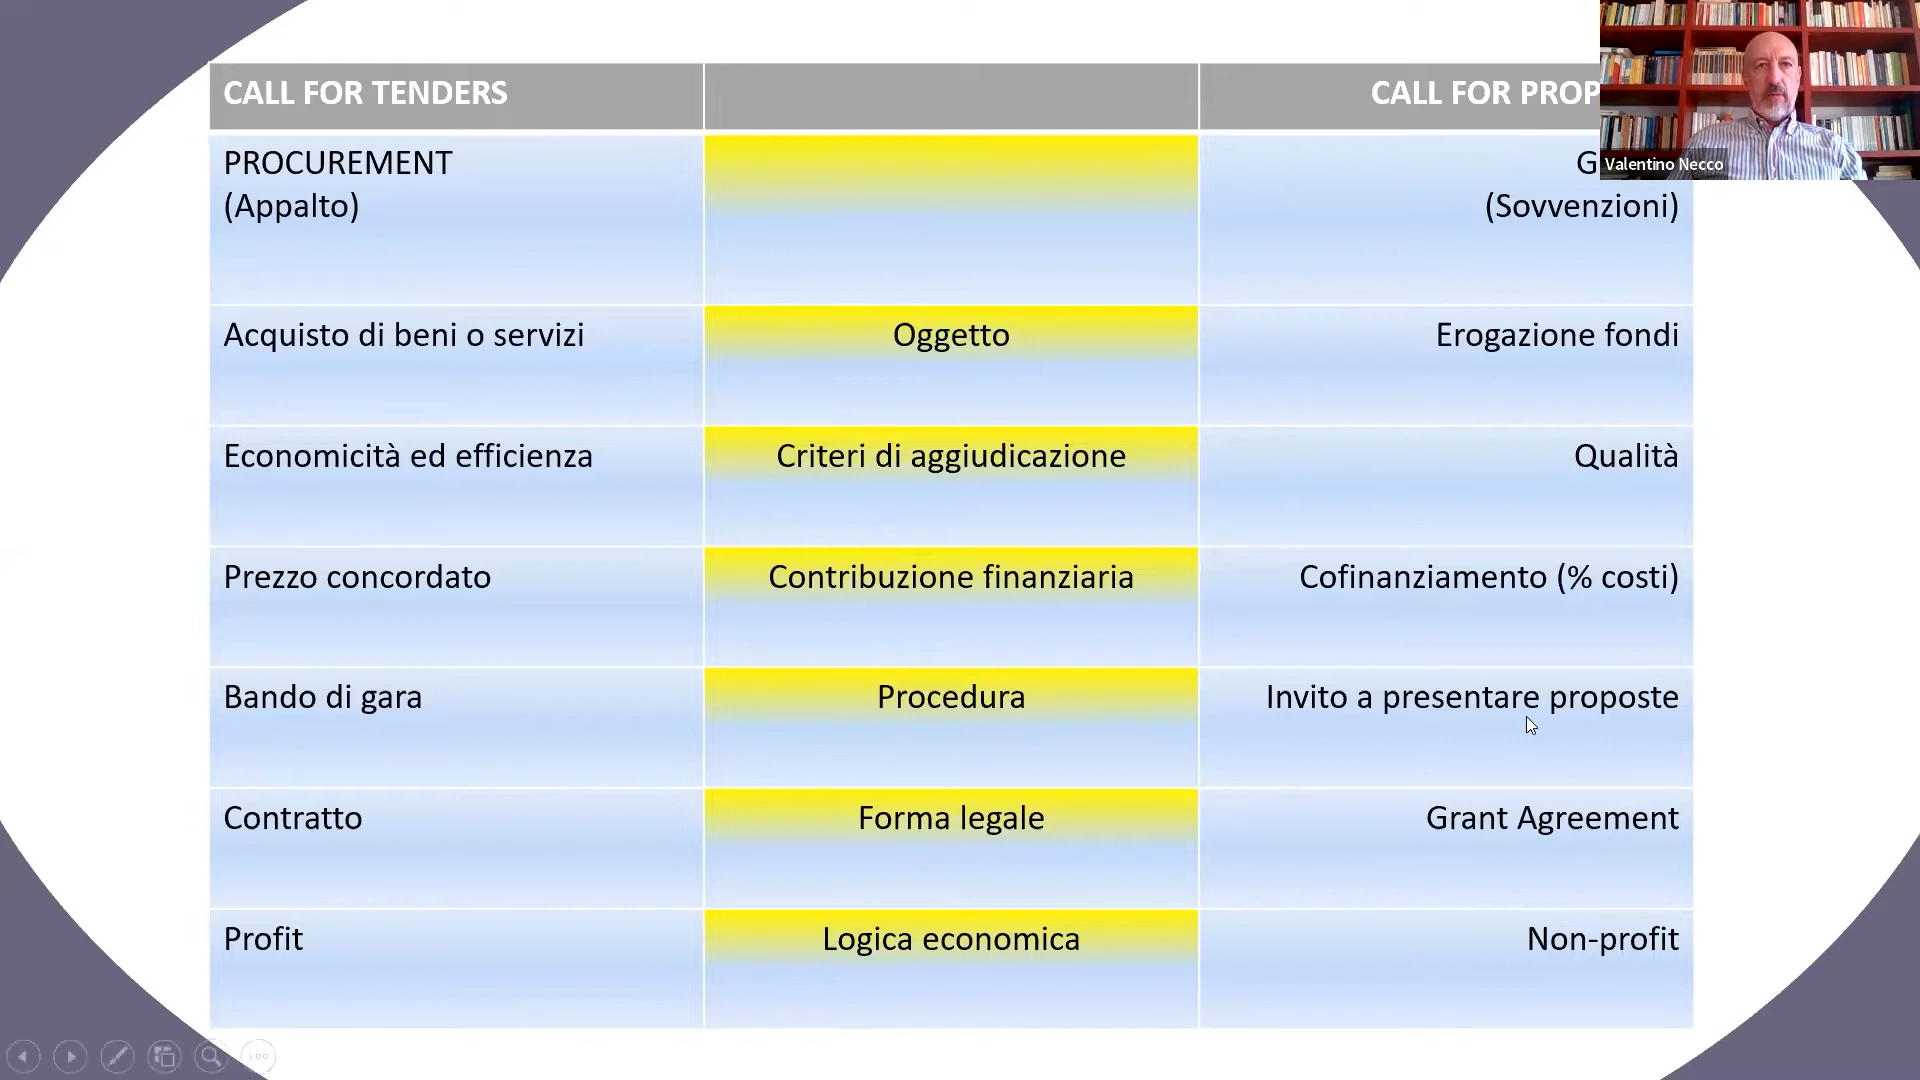 CALL FOR TENDERS
CALL FOR PROP
Valentino Necco
PROCUREMENT
(Appalto)
G
(Sovvenzioni)
Acquisto di beni o servizi
Oggetto
Erogazione fondi
Economicità ed efficienza
Criteri di aggiudicazione
Qualità
Prezzo concordato
Contribuzione finanziaria
Cofinanziamento (% costi)
Bando di gara
Procedura
Invito a presentare proposte
Contratto
Forma legale
Grant Agreement
Profit
Logica economica
Non-profit